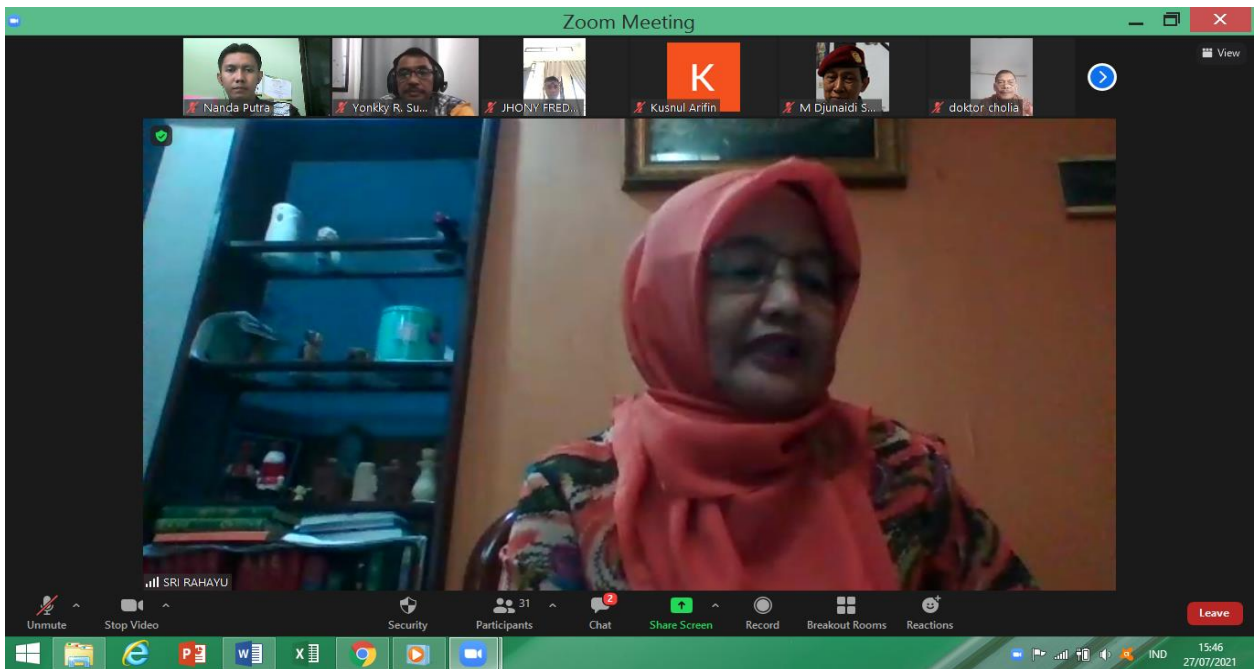 Zoom Meeting
View
Nanda Putra
Yonkky R. Su...
JHONY FRED...
K
Kusnul Arifin
M Djunaidi S...
doktor cholia
SRI RAHAYU
Unmute
Stop Video
Security
31
Participants
2
Chat
Share Screen
Record
Breakout Rooms
Reactions
Leave
IND
15:46
27/07/2021